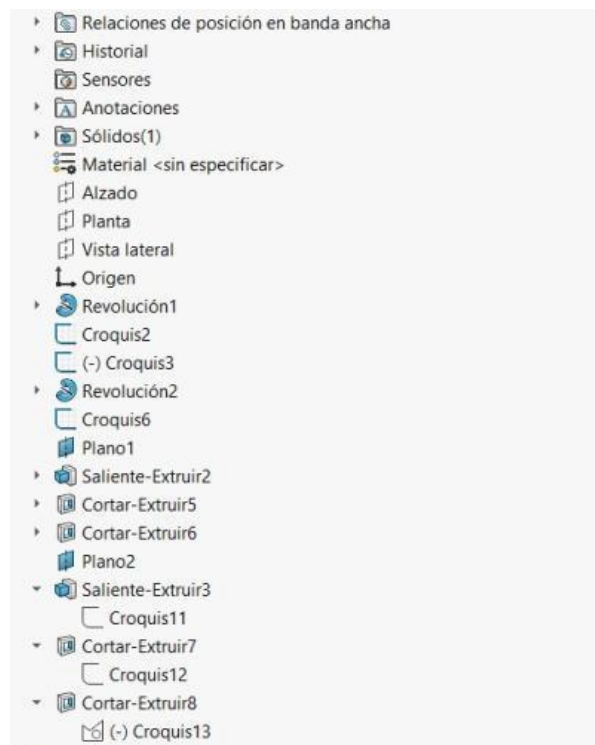 Relaciones de posición en banda ancha
Historial
Sensores
Anotaciones
Sólidos(1)
Material <sin especificar>
Alzado
Planta
Vista lateral
Origen
Revolución1
Croquis2
(-) Croquis3
Revolución2
Croquis6
Plano1
Saliente-Extruir2
Cortar-Extruir5
Cortar-Extruir6
Plano2
Saliente-Extruir3
Croquis11
Cortar-Extruir7
Croquis12
Cortar-Extruir8
(-) Croquis13